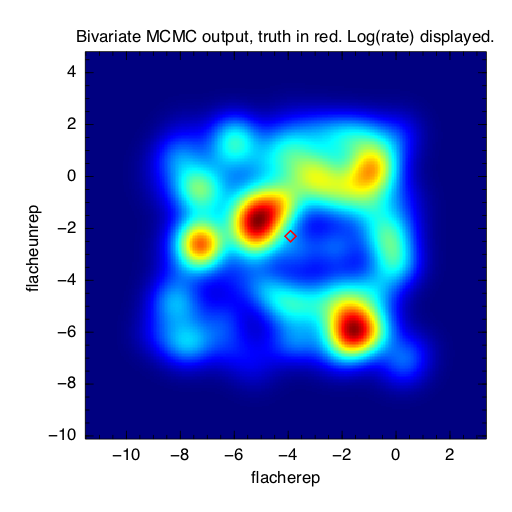 Bivariate MCMC output, truth in red. Log(rate) displayed.
4
2
0
−2
−4
−6
−8
−10
flacheunrep
−10 −8 −6 −4 −2 0 2
flacherep